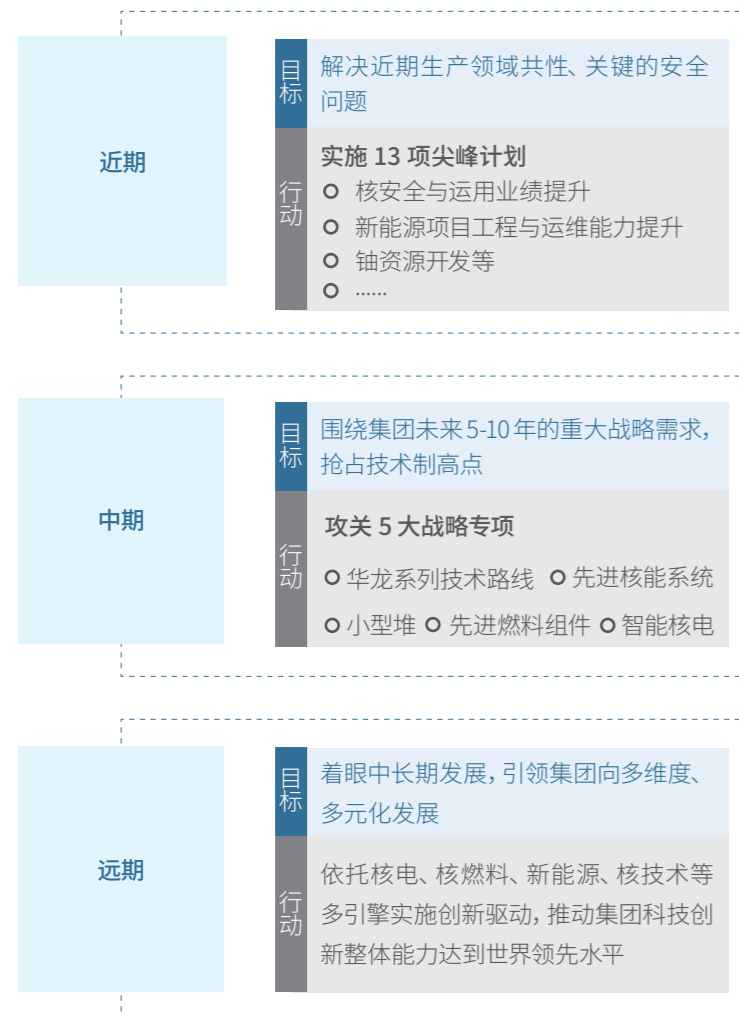 近期
目标
解决近期生产领域共性、关键的安全
问题
行动
实施 13 项尖峰计划
核安全与运用业绩提升
新能源项目工程与运维能力提升
铀资源开发等
......
中期
目标
围绕集团未来 5-10 年的重大战略需求，
抢占技术制高点
行动
攻关 5 大战略专项
华龙系列技术路线 先进核能系统
小型堆 先进燃料组件 智能核电
远期
目标
着眼中长期发展，引领集团向多维度、
多元化发展
行动
依托核电、核燃料、新能源、核技术等
多引擎实施创新驱动，推动集团科技创
新整体能力达到世界领先水平